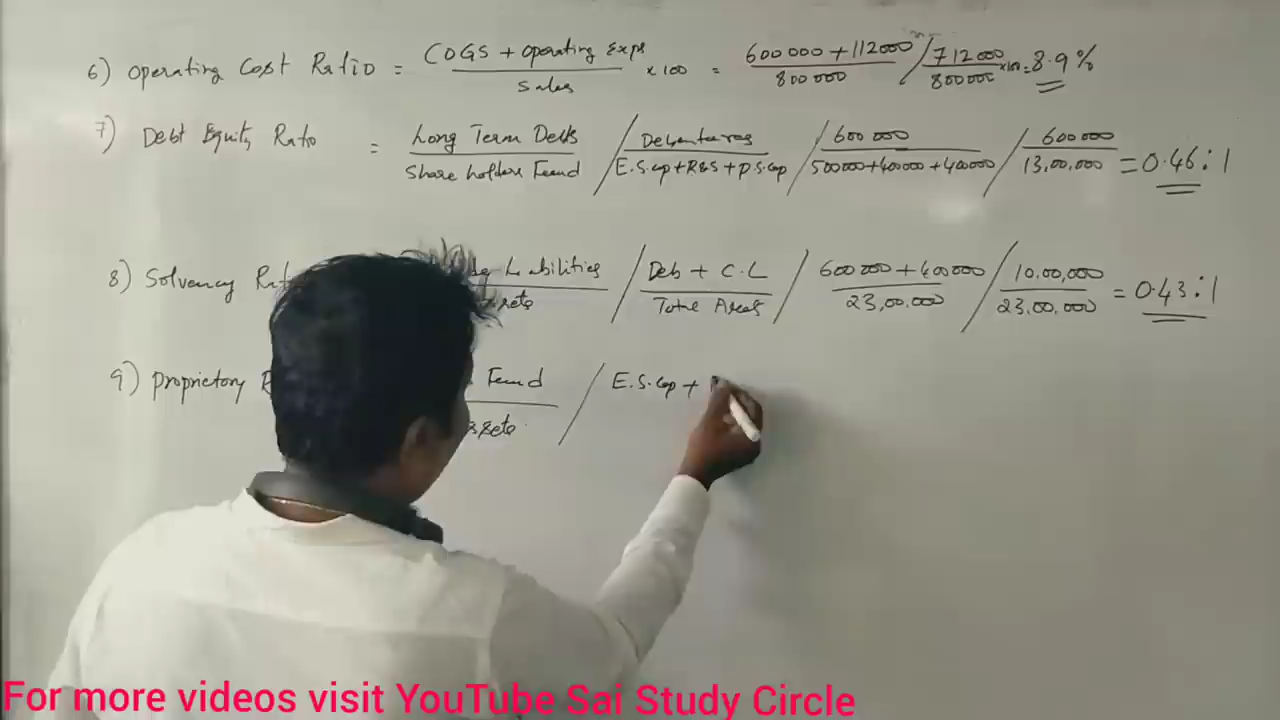 6) Operating Cost Ratio = COGS + Operating Exps / Sales × 100 = 600000 + 112000 / 800000 / 712000 / 800000 ×100 = 8.9%
7) Debt Equity Ratio = Long Term Debts / Share holders Fund / Debentures / E.S.Cap + R&S + P.S.Cap / 600000 / 500000+400000+400000 / 600000 / 13,00,000 = 0.46:1
8) Solvency Liabilities / Deb + C.L / Total / 600000 + 400000 / 23,00,000 / 10,00,000 / 23,00,000 = 0.43:1
9) Proprietory Fund / E.S.Cap +
For more videos visit YouTube Sai Study Circle